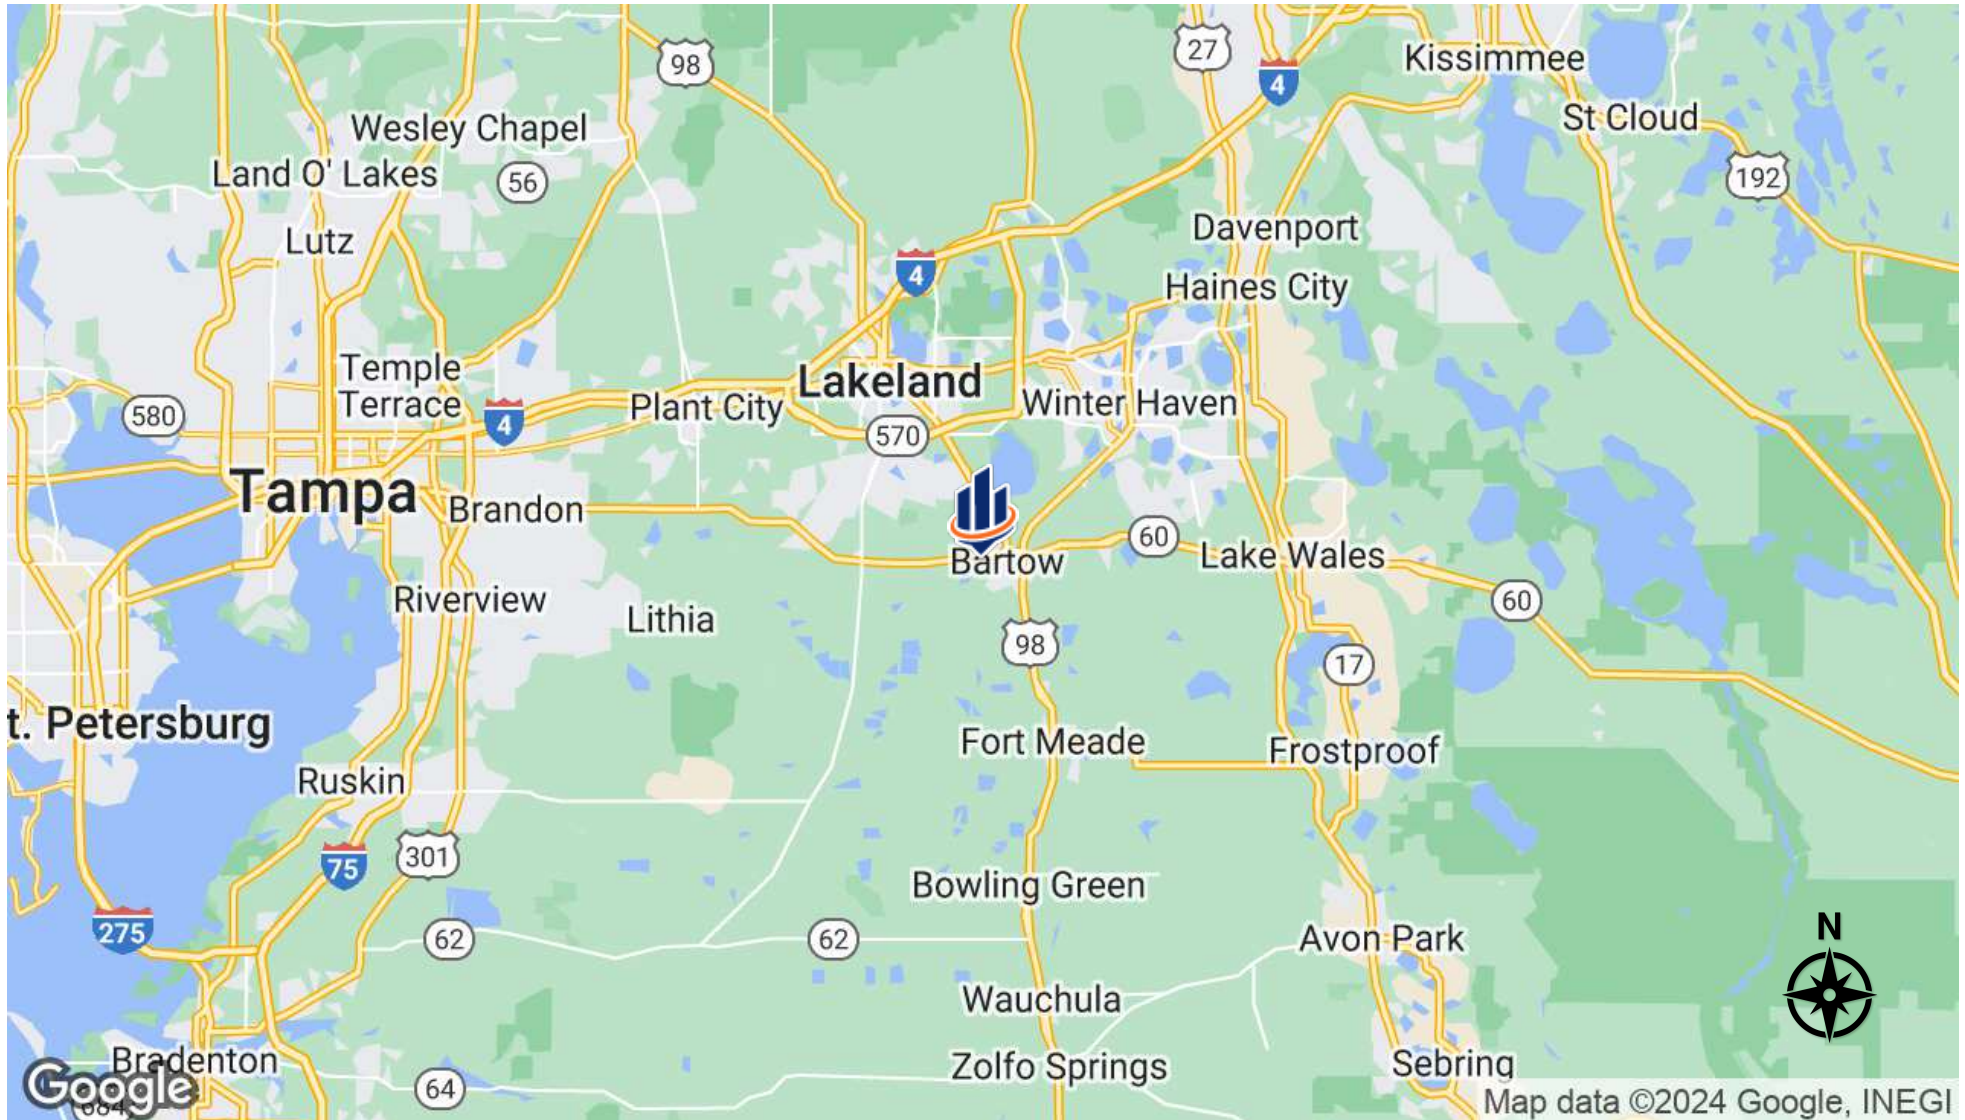 98
27
4
Kissimmee
Wesley Chapel
St Cloud
Land O' Lakes
56
192
Lutz
Davenport
4
Haines City
Temple
Terrace
580
4
Plant City
Lakeland
Winter Haven
570
Tampa
Brandon
60
Bartow
Lake Wales
Riverview
Lithia
60
98
17
t. Petersburg
Fort Meade
Frostproof
Ruskin
75
301
Bowling Green
275
62
62
Avon Park
N
Wauchula
Bradenton
Zolfo Springs
Sebring
Google
64
684
Map data ©2024 Google, INEGI